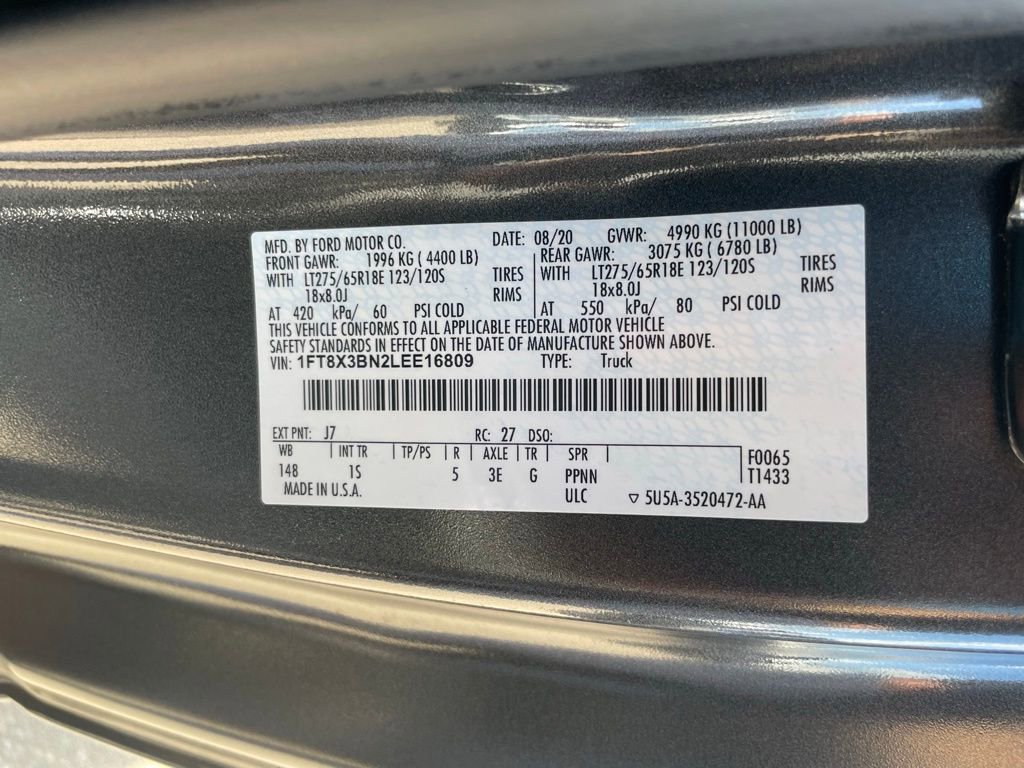 MFD. BY FORD MOTOR CO. DATE: 08/20 GVWR: 4990 KG (11000 LB)
FRONT GAWR: 1996 KG ( 4400 LB) REAR GAWR: 3075 KG ( 6780 LB)
WITH LT275/65R18E 123/120S TIRES WITH LT275/65R18E 123/120S TIRES
18x8.0J RIMS 18x8.0J RIMS
AT 420 kPa/ 60 PSI COLD AT 550 kPa/ 80 PSI COLD
THIS VEHICLE CONFORMS TO ALL APPLICABLE FEDERAL MOTOR VEHICLE
SAFETY STANDARDS IN EFFECT ON THE DATE OF MANUFACTURE SHOWN ABOVE.
VIN: 1FT8X3BN2LEE16809 TYPE: Truck
EXT PNT: J7 RC: 27 DSO:
WB | INT TR | TP/PS | R | AXLE | TR | SPR | F0065
148 1S 5 3E G PPNN T1433
MADE IN U.S.A. ULC ▽ 5U5A-3520472-AA